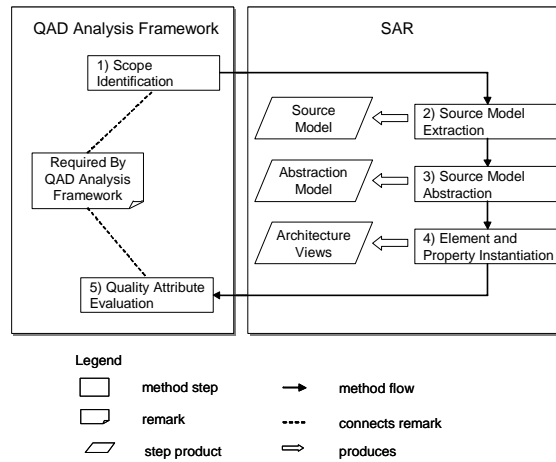 QAD Analysis Framework
SAR
1) Scope
Identification
Source
Model
2) Source Model
Extraction
Required By
QAD Analysis
Framework
Abstraction
Model
3) Source Model
Abstraction
Architecture
Views
4) Element and
Property Instantiation
5) Quality Attribute
Evaluation
Legend
method step
method flow
remark
connects remark
step product
produces